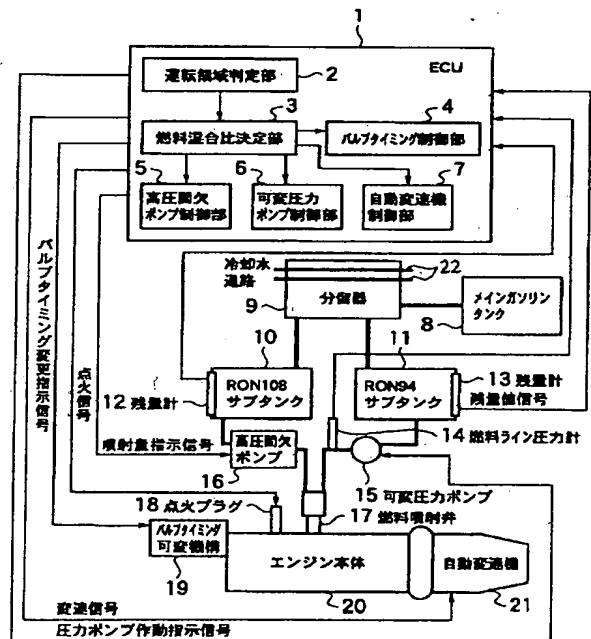 1
ECU
運転領域判定部
2
3
燃料混合比決定部
4
バルブタイミング制御部
5
高圧間欠
ポンプ制御部
6
可変圧力
ポンプ制御部
7
自動変速機
制御部
バルブタイミング変更指示信号
点火信号
冷却水
通路
22
分留器
9
メインガソリン
タンク
8
10
RON108
サブタンク
12 残量計
11
RON94
サブタンク
13 残量計
残量値信号
噴射量指示信号
高圧間欠
ポンプ
16
14 燃料ライン圧力計
15 可変圧力ポンプ
18 点火プラグ
17 燃料噴射弁
バルブタイミング
可変機構
19
エンジン本体
20
自動変速機
21
変速信号
圧力ポンプ作動指示信号